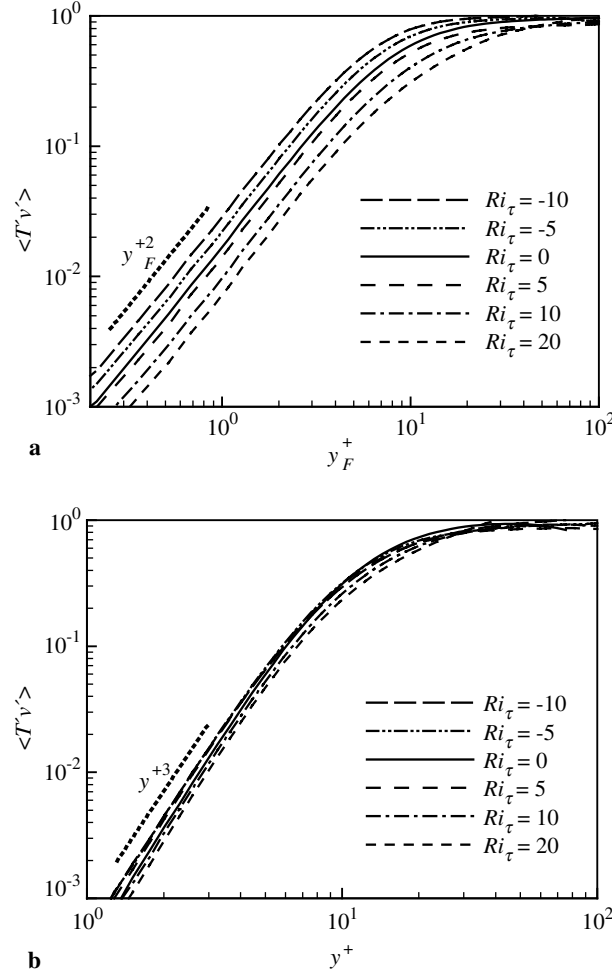 10^0
10^-1
10^-2
10^-3
<T'v'>
y_F^{+2}
Ri_τ = -10
Ri_τ = -5
Ri_τ = 0
Ri_τ = 5
Ri_τ = 10
Ri_τ = 20
10^0
10^1
10^2
a
y_F^+
10^0
10^-1
10^-2
10^-3
<T'v'>
y^{+3}
Ri_τ = -10
Ri_τ = -5
Ri_τ = 0
Ri_τ = 5
Ri_τ = 10
Ri_τ = 20
10^0
10^1
10^2
b
y^+